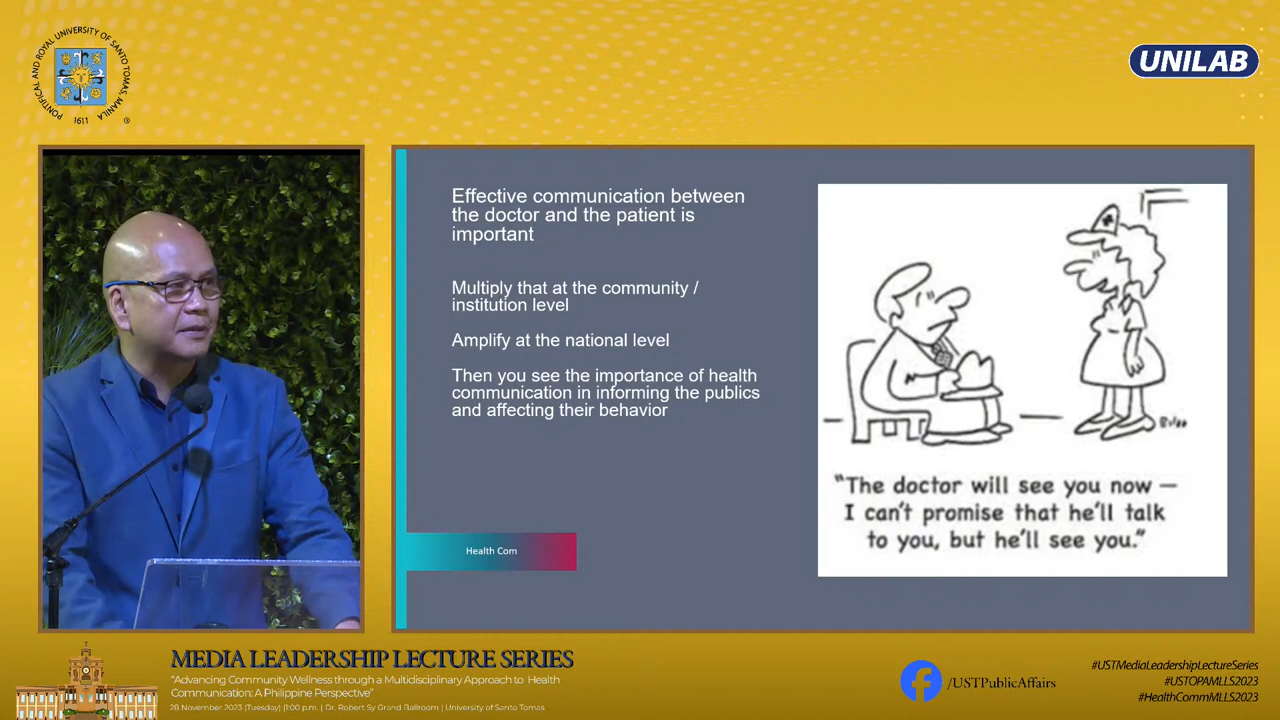 PONTIFICAL AND ROYAL UNIVERSITY OF SANTO TOMAS, MANILA
1611
®
UNILAB
Effective communication between
the doctor and the patient is
important
Multiply that at the community /
institution level
Amplify at the national level
Then you see the importance of health
communication in informing the publics
and affecting their behavior
Health Com
"The doctor will see you now —
I can't promise that he'll talk
to you, but he'll see you."
MEDIA LEADERSHIP LECTURE SERIES
"Advancing Community Wellness through a Multidisciplinary Approach to Health
Communication: A Philippine Perspective"
28 November 2023 (Tuesday) |1:00 p.m. | Dr. Robert Sy Grand Ballroom | University of Santo Tomas
/USTPublicAffairs
#USTMediaLeadershipLectureSeries
#USTOPAMLLS2023
#HealthCommMLLS2023